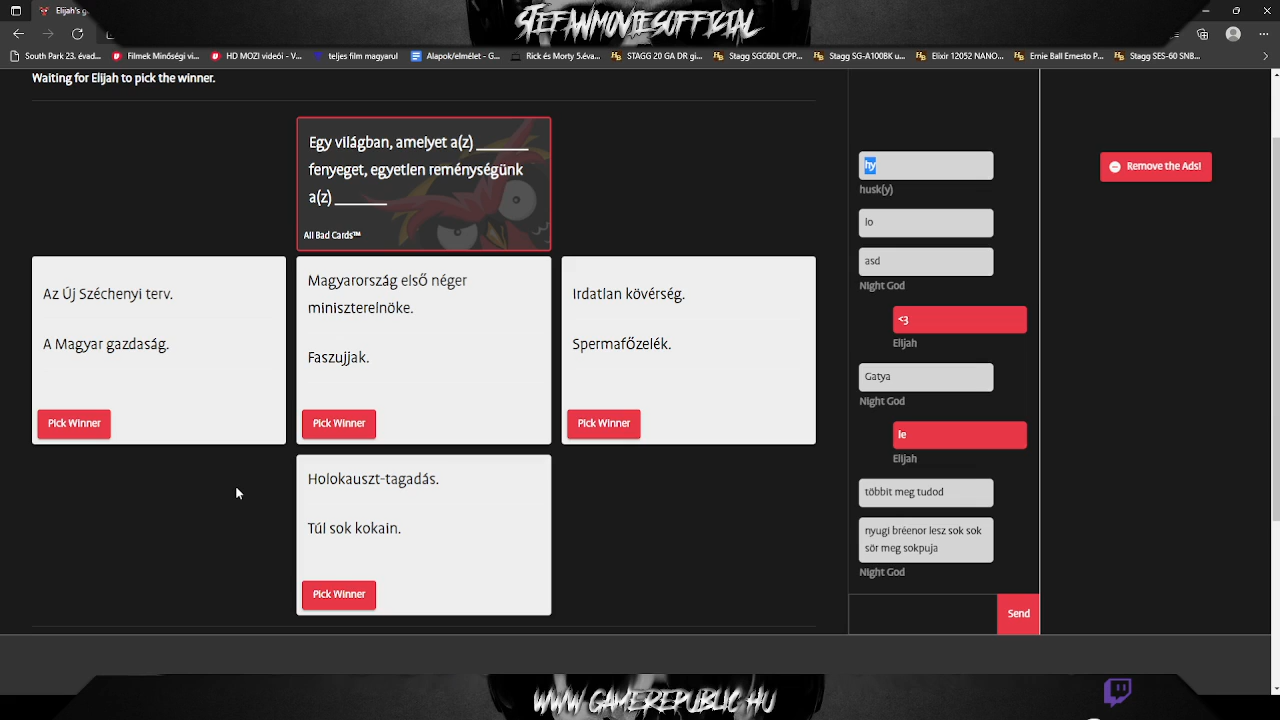 STEFANMOVIESOFFICIAL
Elijah's g
South Park 23. évad...
Filmek Minőségi vi...
HD MOZI videói - V...
teljes film magyarul
Alapok/elmélet - G...
Rick és Morty 5.éva...
STAGG 20 GA DR gi...
Stagg SGC6DL CPP...
Stagg SG-A100BK u...
Elixir 12052 NANO...
Ernie Ball Ernesto P...
Stagg SES-60 SNB...
Waiting for Elijah to pick the winner.
Egy világban, amelyet a(z) ______
fenyeget, egyetlen reménységünk
a(z) ______
All Bad Cards™
Az Új Széchenyi terv.
A Magyar gazdaság.
Pick Winner
Magyarország első néger
miniszterelnöke.
Faszujjak.
Pick Winner
Irdatlan kövérség.
Spermafőzelék.
Pick Winner
Holokauszt-tagadás.
Túl sok kokain.
Pick Winner
hy
husk(y)
lo
asd
Night God
<3
Elijah
Gatya
Night God
le
Elijah
többit meg tudod
nyugi bréenor lesz sok sok
sör meg sokpuja
Night God
Send
Remove the Ads!
WWW.GAMEREPUBLIC.HU